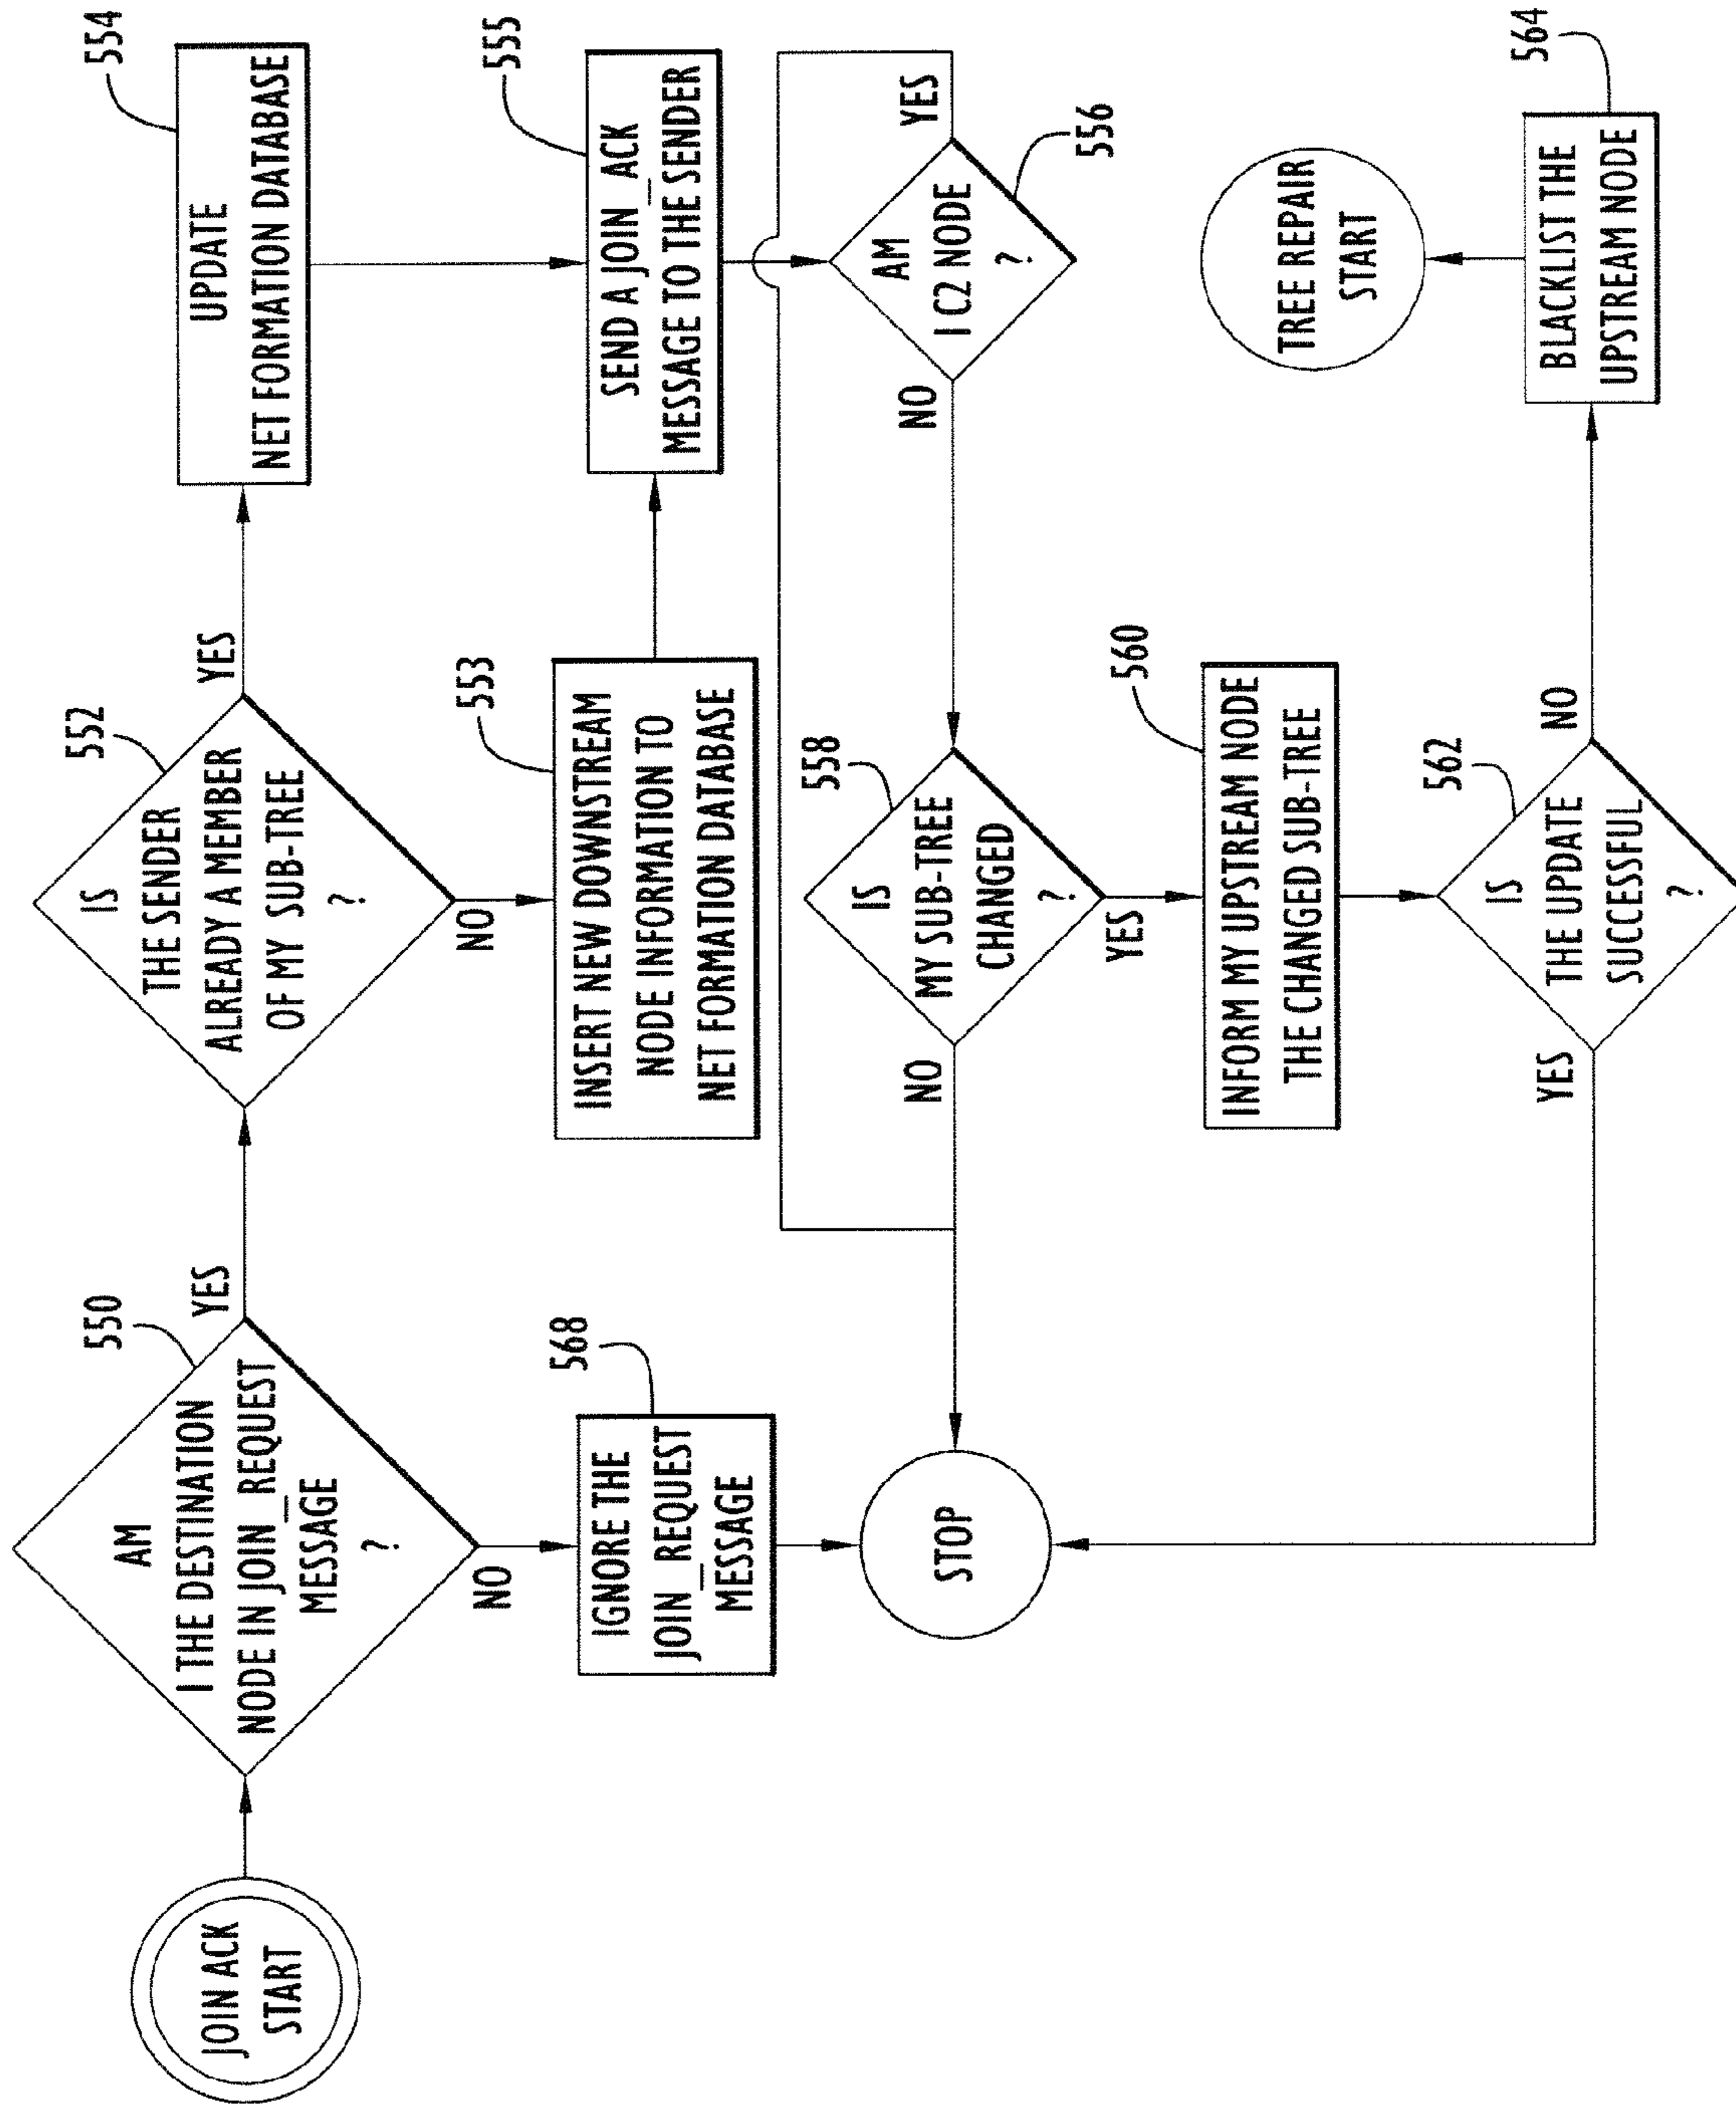 JOIN ACK
START
550
AM
I THE DESTINATION
NODE IN JOIN_REQUEST
MESSAGE
?
YES
NO
552
IS
THE SENDER
ALREADY A MEMBER
OF MY SUB-TREE
?
YES
NO
554
UPDATE
NET FORMATION DATABASE
568
IGNORE THE
JOIN_REQUEST
MESSAGE
553
INSERT NEW DOWNSTREAM
NODE INFORMATION TO
NET FORMATION DATABASE
555
SEND A JOIN_ACK
MESSAGE TO THE SENDER
STOP
558
IS
MY SUB-TREE
CHANGED
?
NO
YES
AM
I C2 NODE
?
NO
YES
556
560
INFORM MY UPSTREAM NODE
THE CHANGED SUB-TREE
TREE REPAIR
START
562
IS
THE UPDATE
SUCCESSFUL
?
YES
NO
564
BLACKLIST THE
UPSTREAM NODE